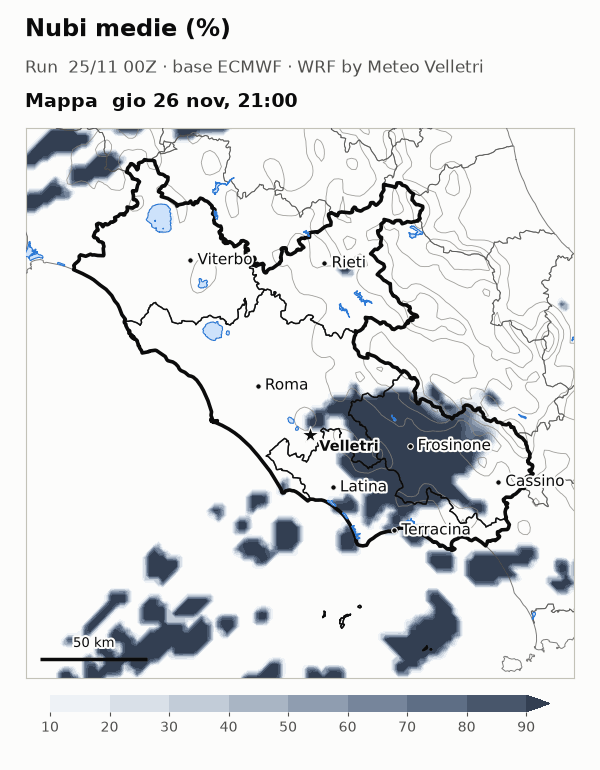 Nubi medie (%)
Run  25/11 00Z · base ECMWF · WRF by Meteo Velletri
Mappa  gio 26 nov, 21:00
Viterbo
Rieti
Roma
Velletri
Frosinone
Latina
Cassino
Terracina
50 km
10 20 30 40 50 60 70 80 90